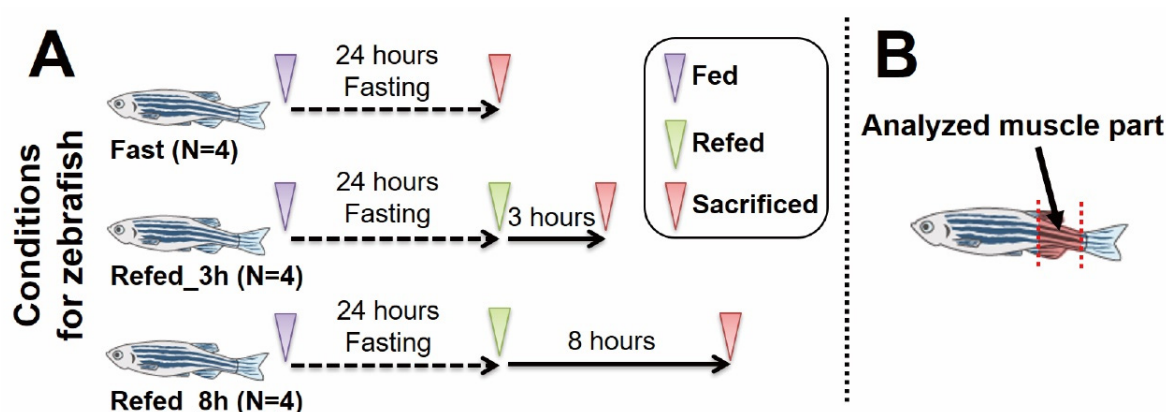 A
Conditions
for zebrafish
24 hours
Fasting
Fast (N=4)
24 hours
Fasting
3 hours
Refed_3h (N=4)
24 hours
Fasting
8 hours
Refed_8h (N=4)
Fed
Refed
Sacrificed
B
Analyzed muscle part